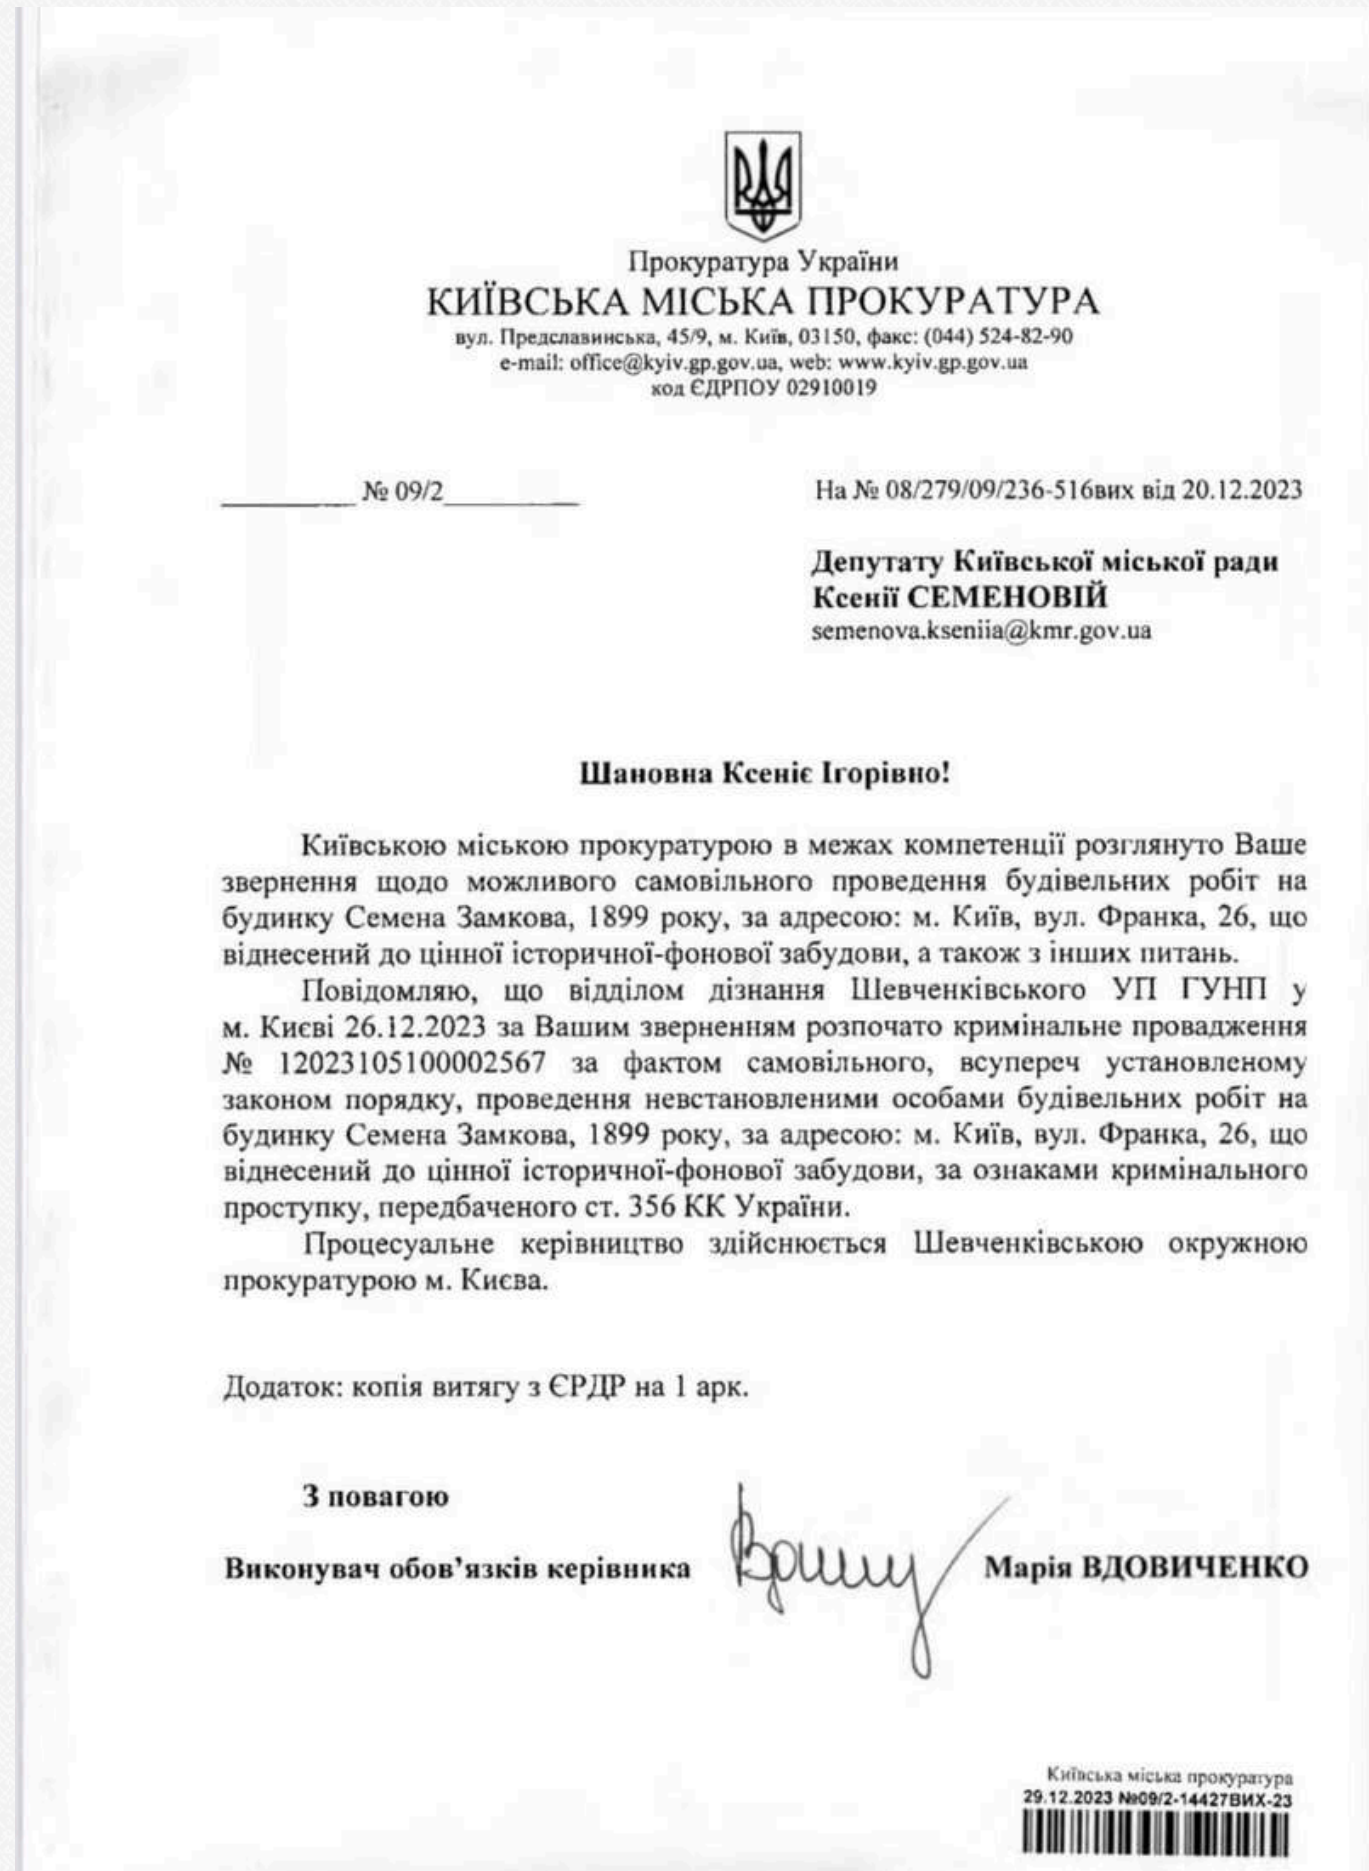 Прокуратура України
КИЇВСЬКА МІСЬКА ПРОКУРАТУРА
вул. Предславинська, 45/9, м. Київ, 03150, факс: (044) 524-82-90
e-mail: office@kyiv.gp.gov.ua, web: www.kyiv.gp.gov.ua
код ЄДРПОУ 02910019
__________ № 09/2__________
На № 08/279/09/236-516вих від 20.12.2023
Депутату Київської міської ради
Ксенії СЕМЕНОВІЙ
semenova.kseniia@kmr.gov.ua
Шановна Ксеніє Ігорівно!
Київською міською прокуратурою в межах компетенції розглянуто Ваше
звернення щодо можливого самовільного проведення будівельних робіт на
будинку Семена Замкова, 1899 року, за адресою: м. Київ, вул. Франка, 26, що
віднесений до цінної історичної-фонової забудови, а також з інших питань.
Повідомляю, що відділом дізнання Шевченківського УП ГУНП у
м. Києві 26.12.2023 за Вашим зверненням розпочато кримінальне провадження
№ 12023105100002567 за фактом самовільного, всупереч установленому
законом порядку, проведення невстановленими особами будівельних робіт на
будинку Семена Замкова, 1899 року, за адресою: м. Київ, вул. Франка, 26, що
віднесений до цінної історичної-фонової забудови, за ознаками кримінального
проступку, передбаченого ст. 356 КК України.
Процесуальне керівництво здійснюється Шевченківською окружною
прокуратурою м. Києва.
Додаток: копія витягу з ЄРДР на 1 арк.
З повагою
Виконувач обов’язків керівника
Марія ВДОВИЧЕНКО
Київська міська прокуратура
29.12.2023 №09/2-14427ВИХ-23